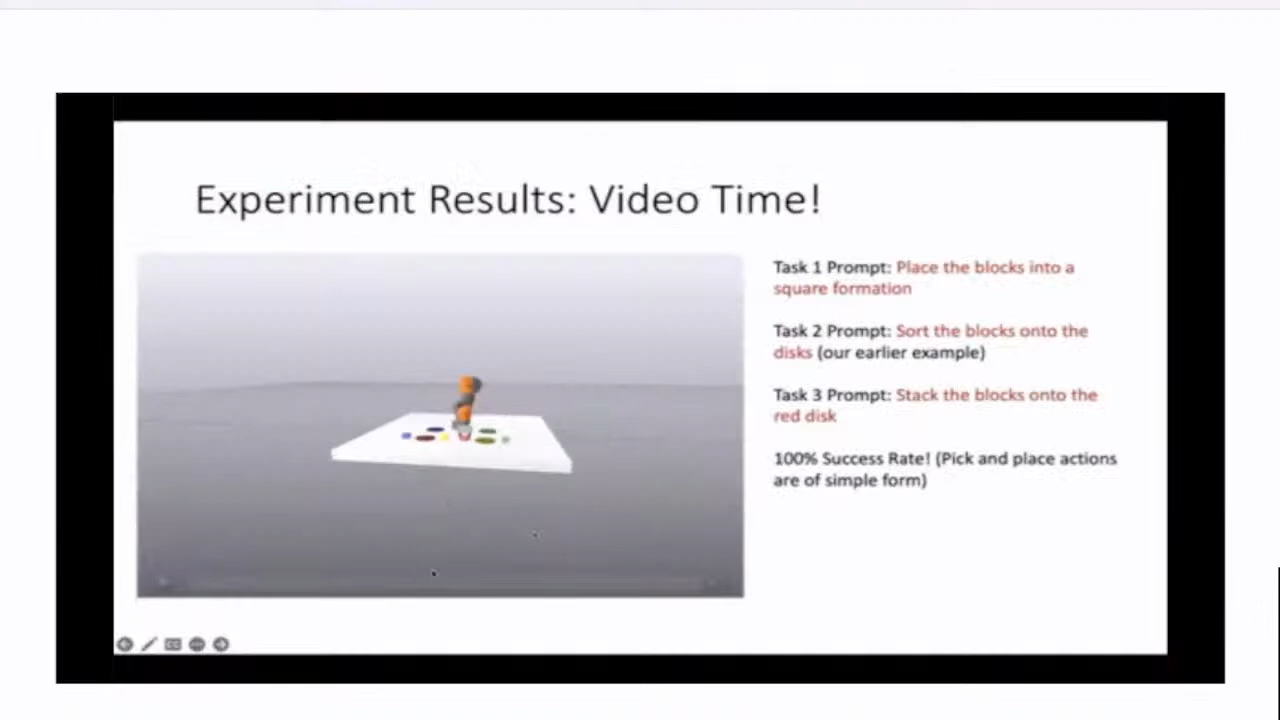 Experiment Results: Video Time!
Task 1 Prompt: Place the blocks into a
square formation
Task 2 Prompt: Sort the blocks onto the
disks (our earlier example)
Task 3 Prompt: Stack the blocks onto the
red disk
100% Success Rate! (Pick and place actions
are of simple form)